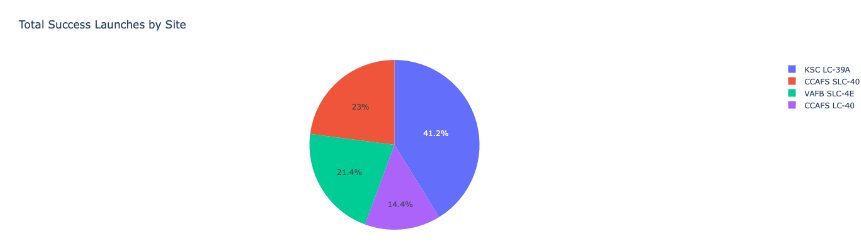 Total Success Launches by Site
KSC LC-39A
CCAFS SLC-40
VAFB SLC-4E
CCAFS LC-40
23%
41.2%
21.4%
14.4%